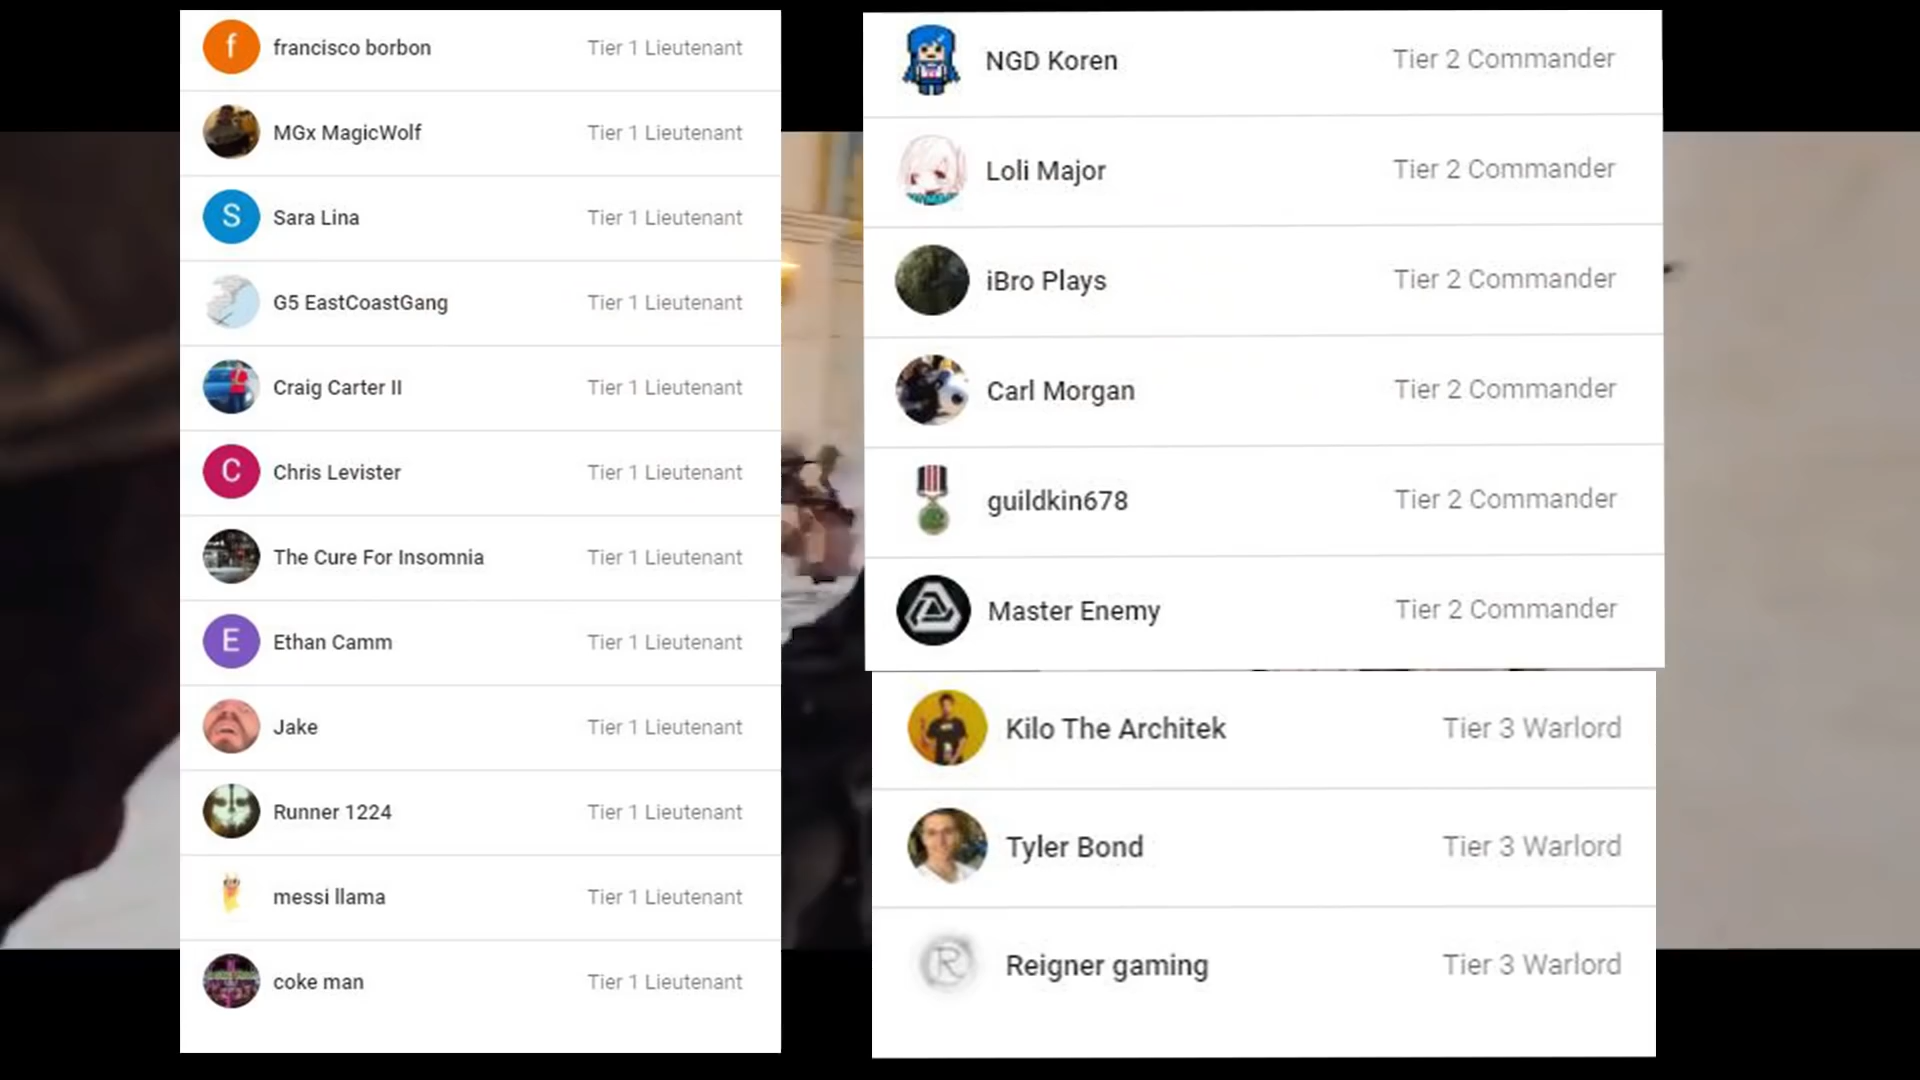 f francisco borbon Tier 1 Lieutenant
MGx MagicWolf Tier 1 Lieutenant
S Sara Lina Tier 1 Lieutenant
G5 EastCoastGang Tier 1 Lieutenant
Craig Carter II Tier 1 Lieutenant
C Chris Levister Tier 1 Lieutenant
The Cure For Insomnia Tier 1 Lieutenant
E Ethan Camm Tier 1 Lieutenant
Jake Tier 1 Lieutenant
Runner 1224 Tier 1 Lieutenant
messi llama Tier 1 Lieutenant
coke man Tier 1 Lieutenant
NGD Koren Tier 2 Commander
Loli Major Tier 2 Commander
iBro Plays Tier 2 Commander
Carl Morgan Tier 2 Commander
guildkin678 Tier 2 Commander
Master Enemy Tier 2 Commander
Kilo The Architek Tier 3 Warlord
Tyler Bond Tier 3 Warlord
R Reigner gaming Tier 3 Warlord